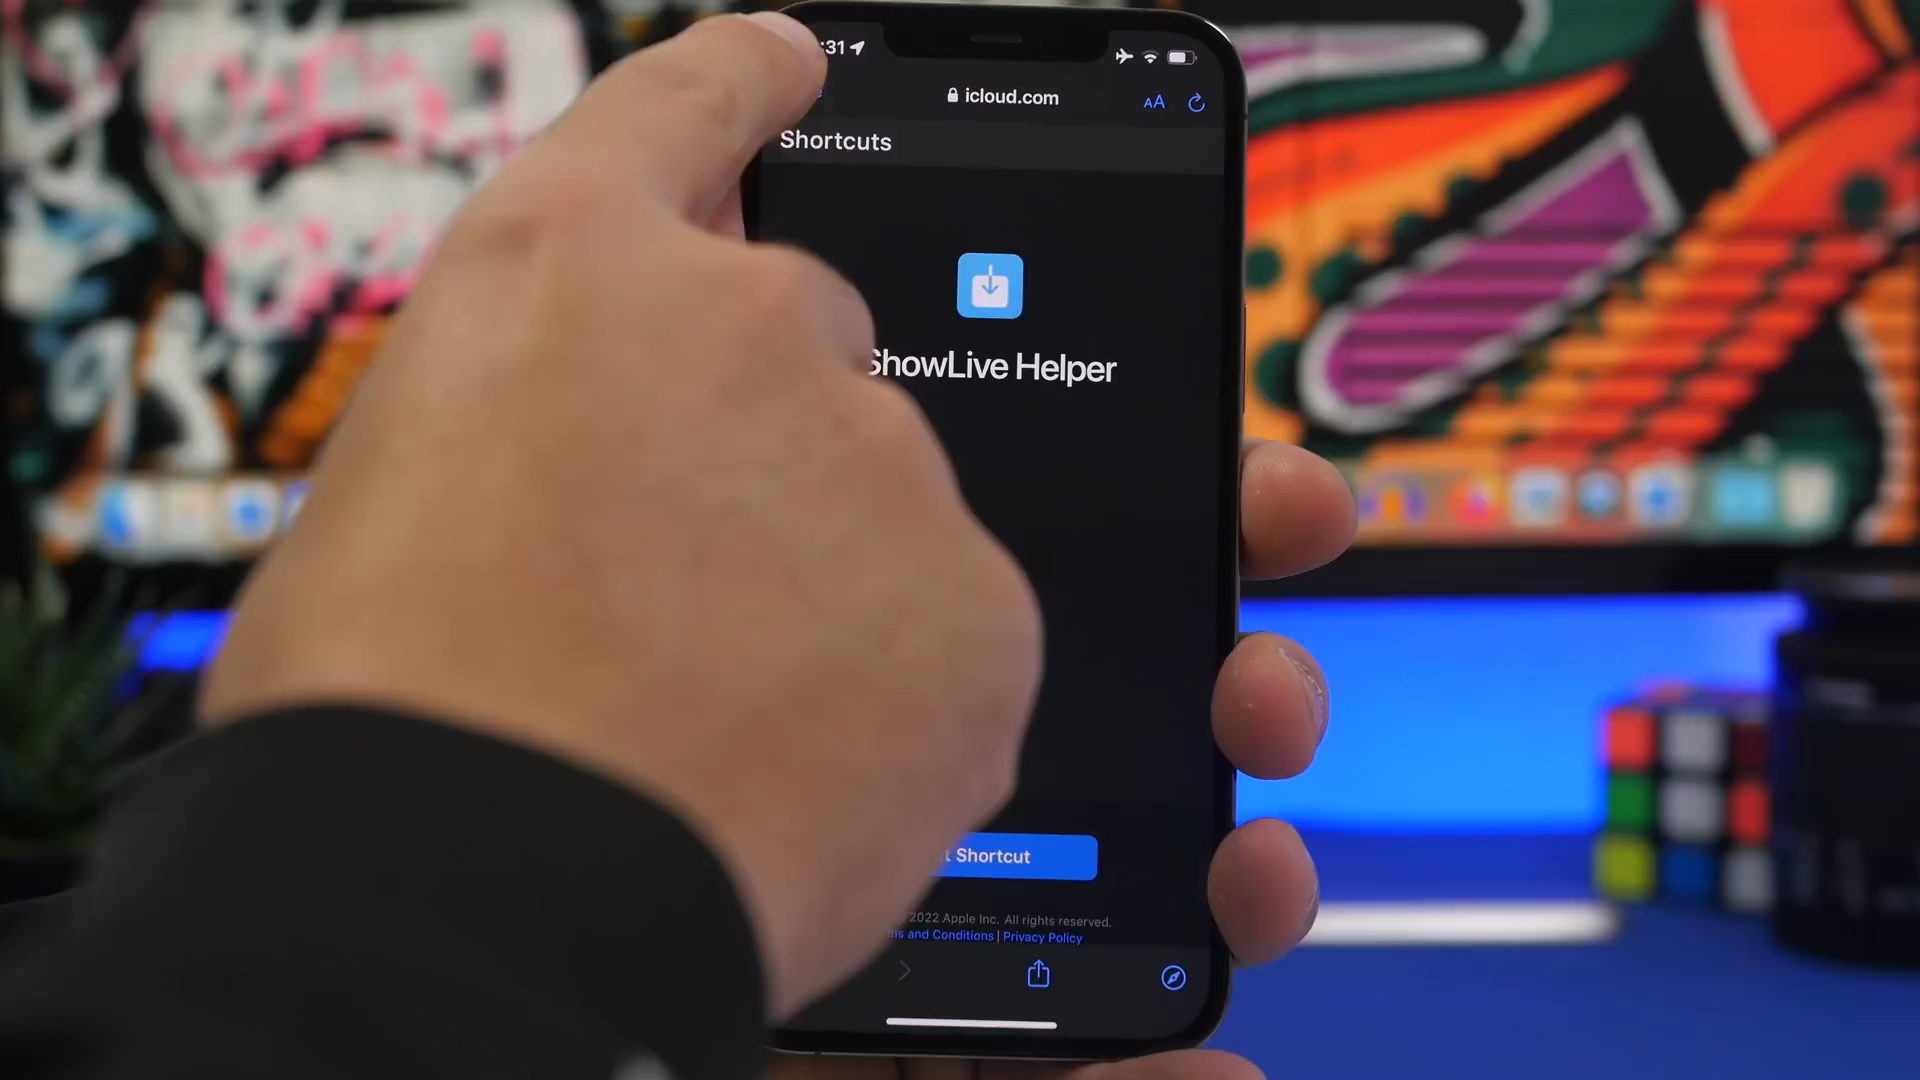 :31
icloud.com
AA
Shortcuts
ShowLive Helper
Shortcut
2022 Apple Inc. All rights reserved.
and Conditions | Privacy Policy